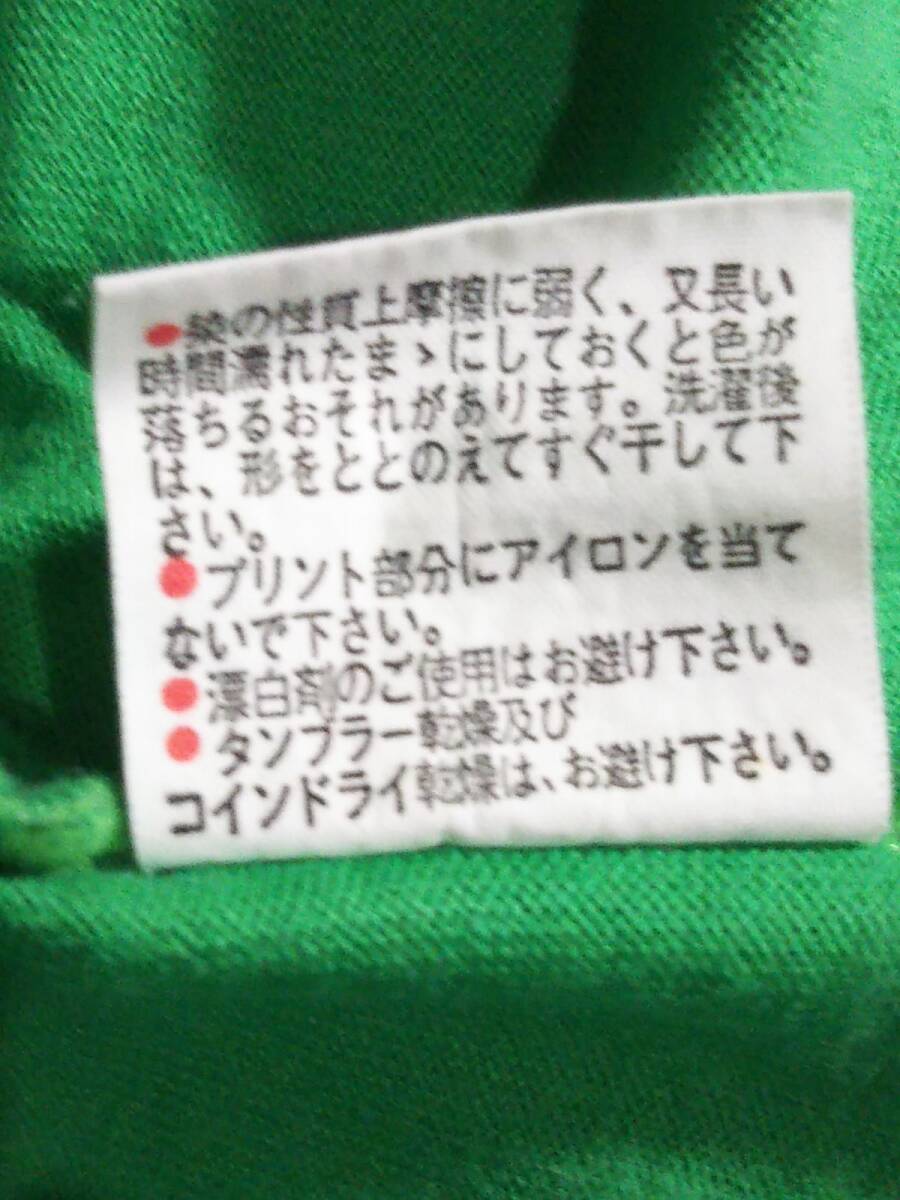 ●染の性質上摩擦に弱く、又長い
時間濡れたまゝにしておくと色が
落ちるおそれがあります。洗濯後
は、形をととのえてすぐ干して下
さい。
●プリント部分にアイロンを当て
ないで下さい。
●漂白剤のご使用はお避け下さい。
●タンブラー乾燥及び
コインドライ乾燥は、お避け下さい。